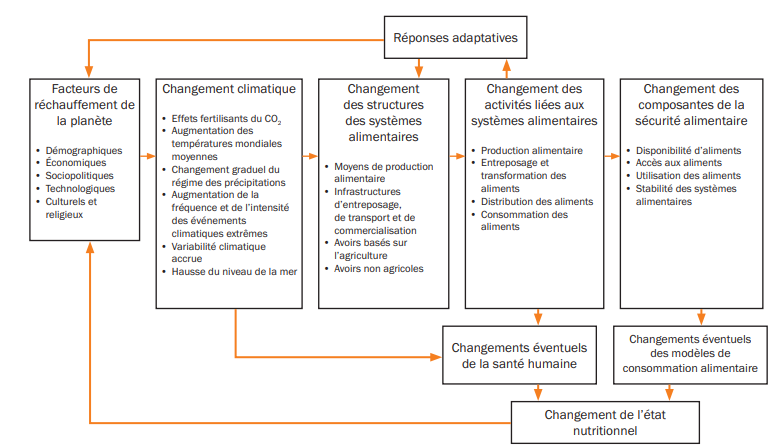 Réponses adaptatives
Facteurs de
réchauffement de
la planète
• Démographiques
• Économiques
• Sociopolitiques
• Technologiques
• Culturels et
religieux
Changement climatique
• Effets fertilisants du CO2
• Augmentation des
températures mondiales
moyennes
• Changement graduel du
régime des précipitations
• Augmentation de la
fréquence et de l'intensité
des événements
climatiques extrêmes
• Variabilité climatique
accrue
• Hausse du niveau de la mer
Changement
des structures
des systèmes
alimentaires
• Moyens de production
alimentaire
• Infrastructures
d'entreposage,
de transport et de
commercialisation
• Avoirs basés sur
l'agriculture
• Avoirs non agricoles
Changement des
activités liées aux
systèmes alimentaires
• Production alimentaire
• Entreposage et
transformation des
aliments
• Distribution des aliments
• Consommation des
aliments
Changement des
composantes de la
sécurité alimentaire
• Disponibilité d'aliments
• Accès aux aliments
• Utilisation des aliments
• Stabilité des systèmes
alimentaires
Changements éventuels
de la santé humaine
Changements éventuels
des modèles de
consommation alimentaire
Changement de l'état
nutritionnel